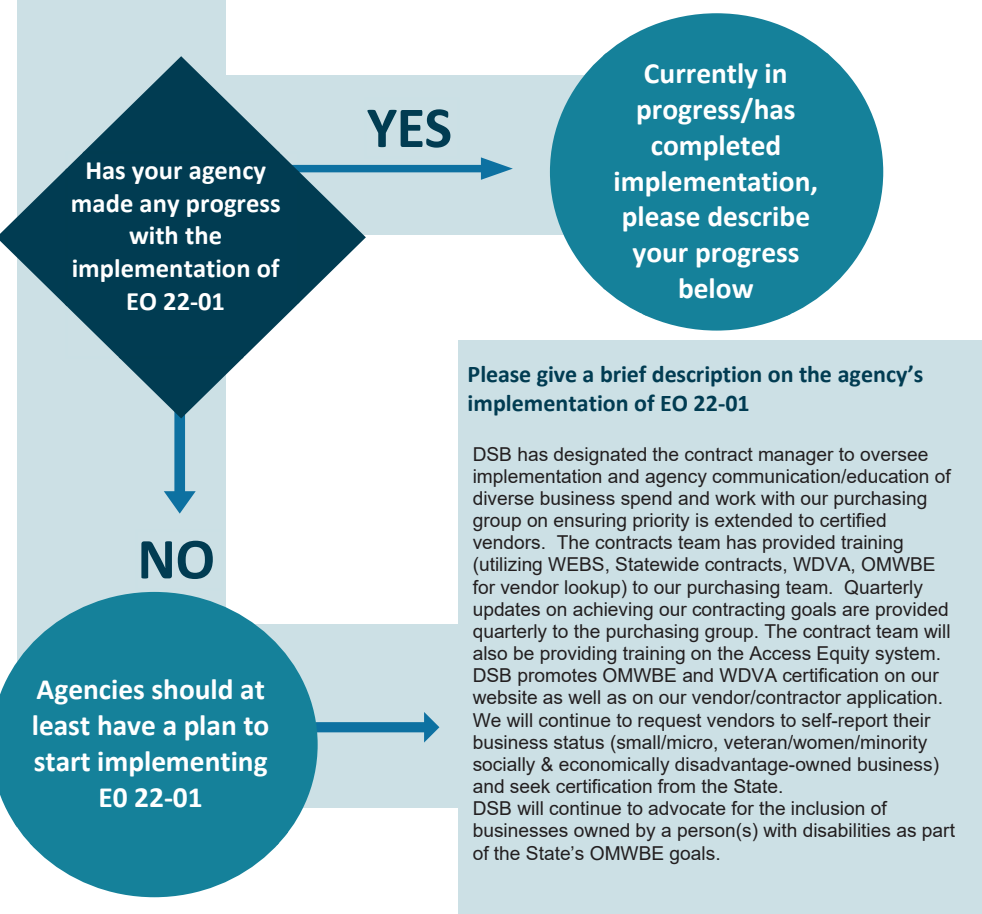 Has your agency
made any progress
with the
implementation of
EO 22-01
YES
Currently in
progress/has
completed
implementation,
please describe
your progress
below
NO
Agencies should at
least have a plan to
start implementing
E0 22-01
Please give a brief description on the agency's
implementation of EO 22-01
DSB has designated the contract manager to oversee
implementation and agency communication/education of
diverse business spend and work with our purchasing
group on ensuring priority is extended to certified
vendors.  The contracts team has provided training
(utilizing WEBS, Statewide contracts, WDVA, OMWBE
for vendor lookup) to our purchasing team.  Quarterly
updates on achieving our contracting goals are provided
quarterly to the purchasing group. The contract team will
also be providing training on the Access Equity system.
DSB promotes OMWBE and WDVA certification on our
website as well as on our vendor/contractor application.
We will continue to request vendors to self-report their
business status (small/micro, veteran/women/minority
socially & economically disadvantage-owned business)
and seek certification from the State.
DSB will continue to advocate for the inclusion of
businesses owned by a person(s) with disabilities as part
of the State's OMWBE goals.